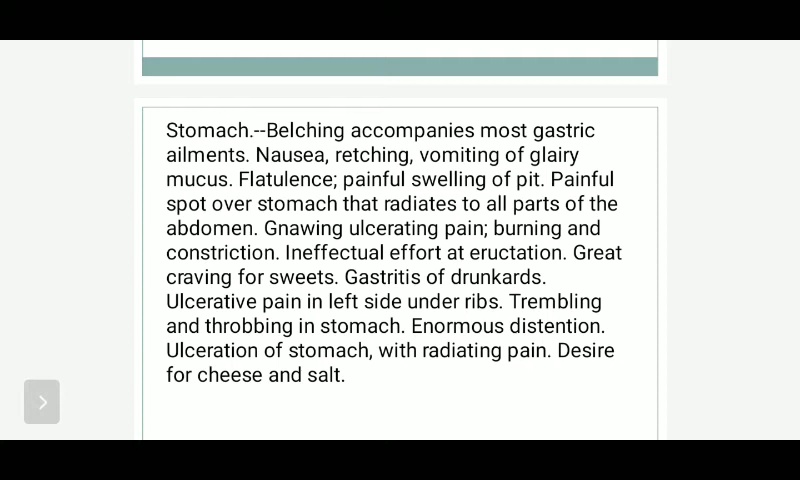 Stomach.--Belching accompanies most gastric
ailments. Nausea, retching, vomiting of glairy
mucus. Flatulence; painful swelling of pit. Painful
spot over stomach that radiates to all parts of the
abdomen. Gnawing ulcerating pain; burning and
constriction. Ineffectual effort at eructation. Great
craving for sweets. Gastritis of drunkards.
Ulcerative pain in left side under ribs. Trembling
and throbbing in stomach. Enormous distention.
Ulceration of stomach, with radiating pain. Desire
for cheese and salt.